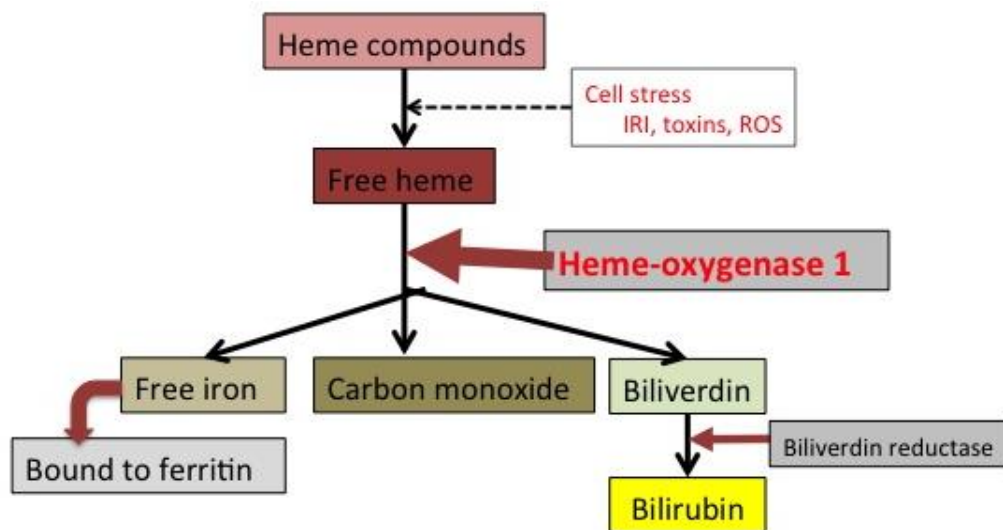 Heme compounds
Cell stress
IRI, toxins, ROS
Free heme
Heme-oxygenase 1
Free iron
Carbon monoxide
Biliverdin
Biliverdin reductase
Bound to ferritin
Bilirubin